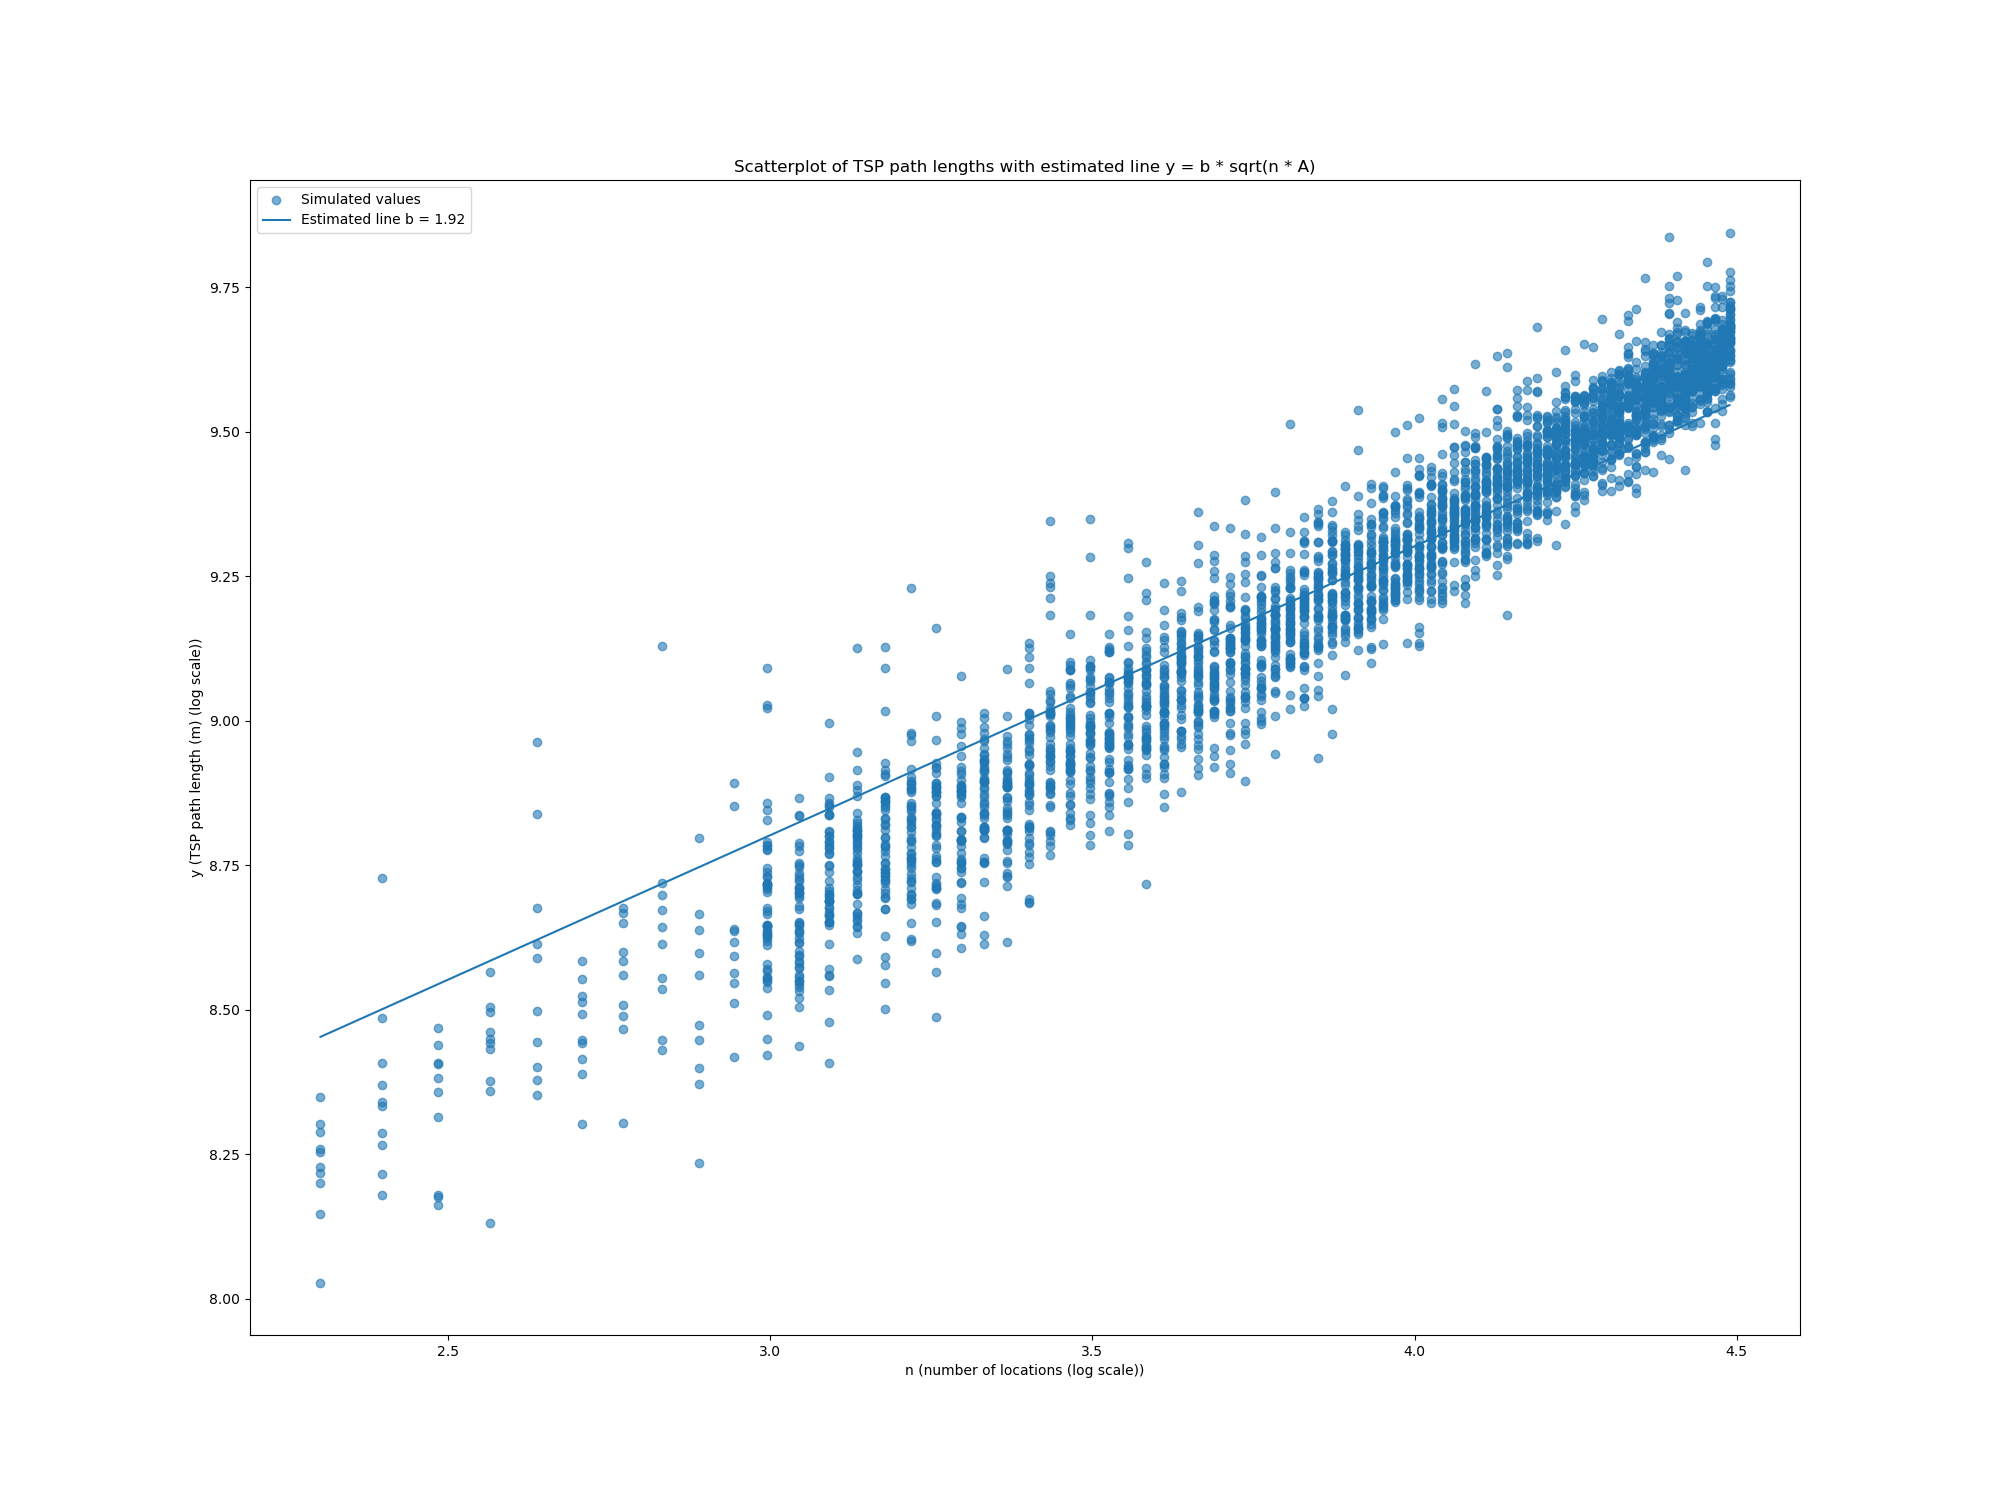 Scatterplot of TSP path lengths with estimated line y = b * sqrt(n * A)
Simulated values
Estimated line b = 1.92
y (TSP path length (m) (log scale))
9.75
9.50
9.25
9.00
8.75
8.50
8.25
8.00
2.5
3.0
3.5
4.0
4.5
n (number of locations (log scale))